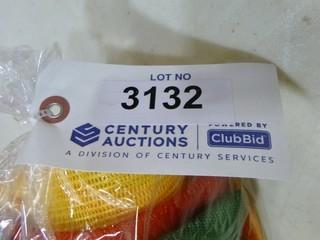 LOT NO
3132
CENTURY AUCTIONS
POWERED BY
ClubBid
A DIVISION OF CENTURY SERVICES